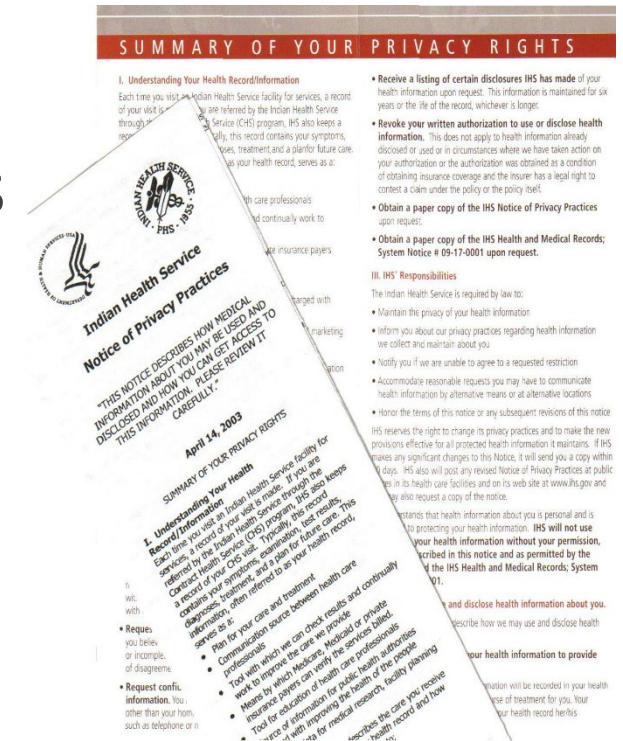 S
SUMMARY OF YOUR PRIVACY RIGHTS
I. Understanding Your Health Record/Information
Each time you visit an Indian Health Service facility for services, a record
of your visit is you are referred by the Indian Health Service
through Service (CHS) program, IHS also keeps a
this record contains your symptoms,
treatment, and a plan for future care.
as your health record, serves as a:
care professionals
and continually work to
insurance payers
charged with
marketing
• Reques
you believ
or incomple
of disagreeme
• Request confi
information. You
other than your hom
such as telephone or n
• Receive a listing of certain disclosures IHS has made of your
health information upon request. This information is maintained for six
years or the life of the record, whichever is longer.
• Revoke your written authorization to use or disclose health
information. This does not apply to health information already
disclosed or used or in circumstances where we have taken action on
your authorization or the authorization was obtained as a condition
of obtaining insurance coverage and the insurer has a legal right to
contest a claim under the policy or the policy itself.
• Obtain a paper copy of the IHS Notice of Privacy Practices
upon request.
• Obtain a paper copy of the IHS Health and Medical Records;
System Notice # 09-17-0001 upon request.
III. IHS' Responsibilities
The Indian Health Service is required by law to:
• Maintain the privacy of your health information
• Inform you about our privacy practices regarding health information
we collect and maintain about you
• Notify you if we are unable to agree to a requested restriction
• Accommodate reasonable requests you may have to communicate
health information by alternative means or at alternative locations
• Honor the terms of this notice or any subsequent revisions of this notice
IHS reserves the right to change its privacy practices and to make the new
provisions effective for all protected health information it maintains. If IHS
makes any significant changes to this Notice, it will send you a copy within
days. IHS also will post any revised Notice of Privacy Practices at public
in its health care facilities and on its web site at www.ihs.gov and
also request a copy of the notice.
that health information about you is personal and is
to protecting your health information. IHS will not use
your health information without your permission,
in this notice and as permitted by the
the IHS Health and Medical Records; System
and disclose health information about you.
describe how we may use and disclose health
your health information to provide
will be recorded in your health
of treatment for you. Your
health record her/his
INDIAN HEALTH SERVICE
PHS - 1955
Indian Health Service
Notice of Privacy Practices
"THIS NOTICE DESCRIBES HOW MEDICAL
INFORMATION ABOUT YOU MAY BE USED AND
DISCLOSED AND HOW YOU CAN GET ACCESS TO
THIS INFORMATION. PLEASE REVIEW IT
CAREFULLY."
April 14, 2003
SUMMARY OF YOUR PRIVACY RIGHTS
I. Understanding Your Health
Record/Information
Each time you visit an Indian Health Service facility for
services, a record of your visit is made. If you are
referred by the Indian Health Service through the
Contract Health Service (CHS) program, IHS also keeps
a record of your CHS visit. Typically, this record
contains your symptoms, examination, test results,
diagnoses, treatment, and a plan for future care. This
information, often referred to as your health record,
serves as a:
• Plan for your care and treatment
• Communication source between health care
professionals
• Tool with which we can check results and continually
work to improve the care we provide
• Means by which Medicare, Medicaid or private
insurance payers can verify the services billed.
• Tool for education of health care professionals
of information for public health authorities
with improving the health of the people
for medical research, facility planning
describes the care you receive
health record and how